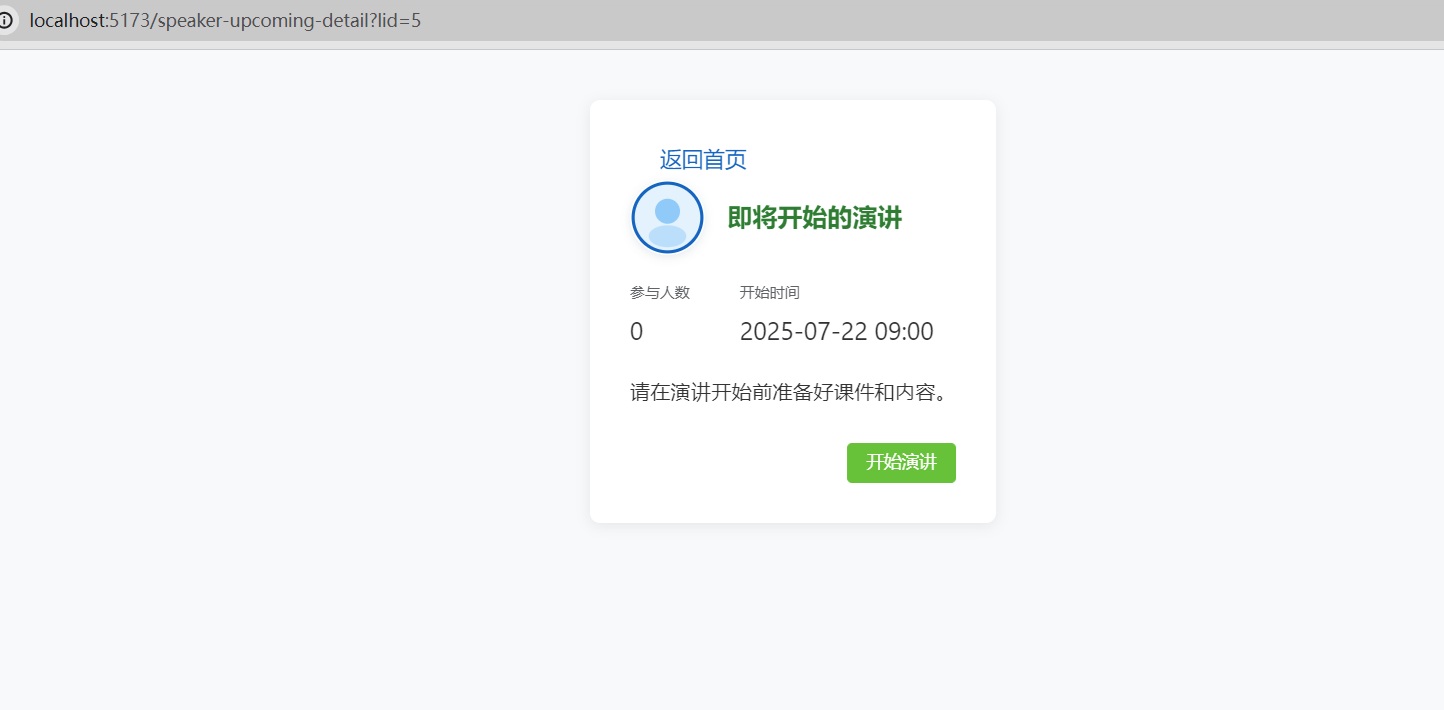 localhost:5173/speaker-upcoming-detail?lid=5
返回首页
即将开始的演讲
参与人数 开始时间
0 2025-07-22 09:00
请在演讲开始前准备好课件和内容。
开始演讲